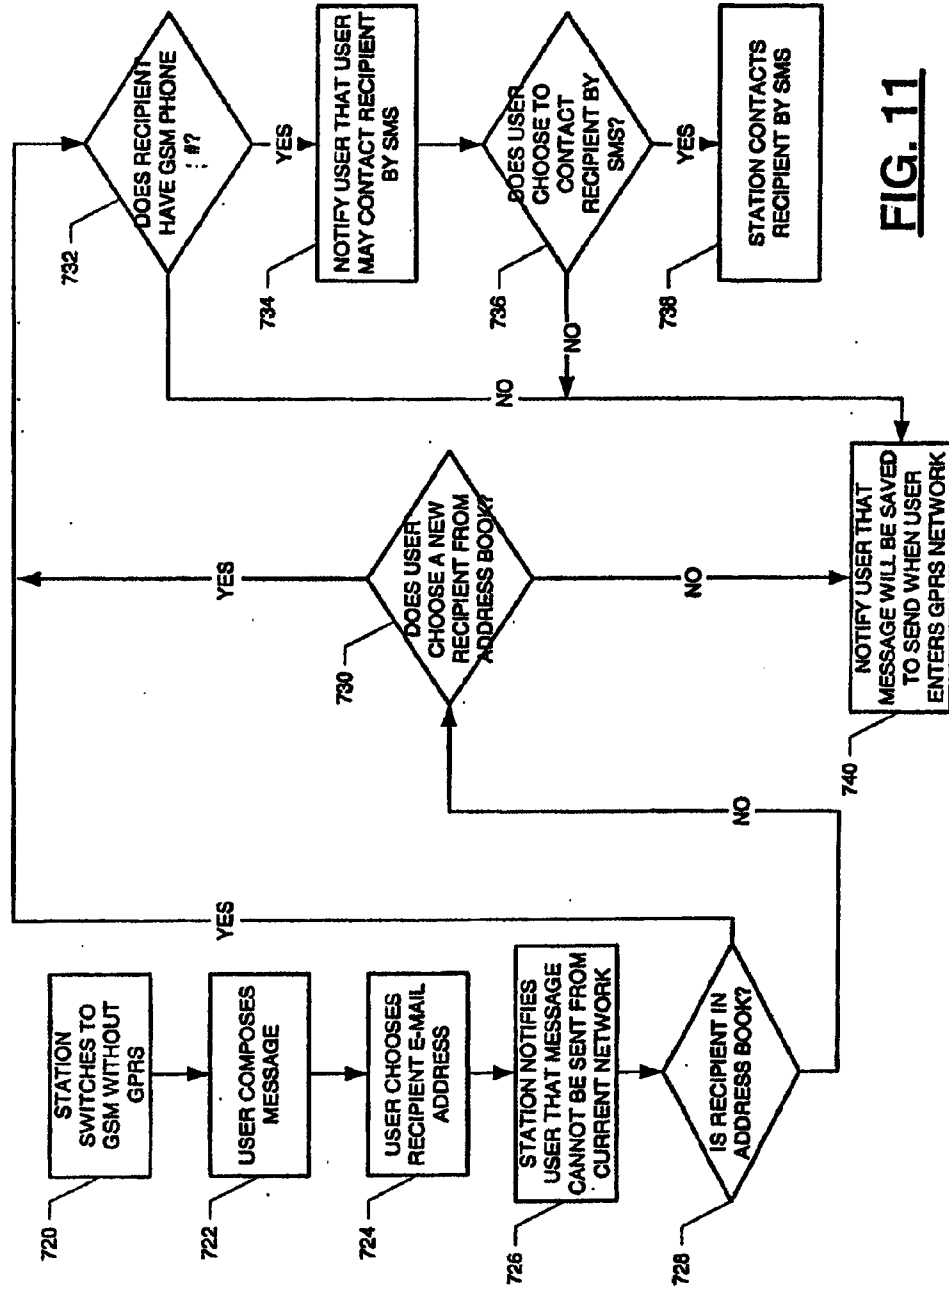 720
STATION
SWITCHES TO
GSM WITHOUT
GPRS
722
USER COMPOSES
MESSAGE
724
USER CHOOSES
RECIPIENT E-MAIL
ADDRESS
726
STATION NOTIFIES
USER THAT MESSAGE
CANNOT BE SENT FROM
CURRENT NETWORK
728
IS RECIPIENT IN
ADDRESS BOOK?
YES
NO
730
DOES USER
CHOOSE A NEW
RECIPIENT FROM
ADDRESS BOOK?
YES
NO
732
DOES RECIPIENT
HAVE GSM PHONE
#?
YES
NO
734
NOTIFY USER THAT USER
MAY CONTACT RECIPIENT
BY SMS
736
DOES USER
CHOOSE TO
CONTACT
RECIPIENT BY
SMS?
NO
YES
738
STATION CONTACTS
RECIPIENT BY SMS
740
NOTIFY USER THAT
MESSAGE WILL BE SAVED
TO SEND WHEN USER
ENTERS GPRS NETWORK
FIG. 11